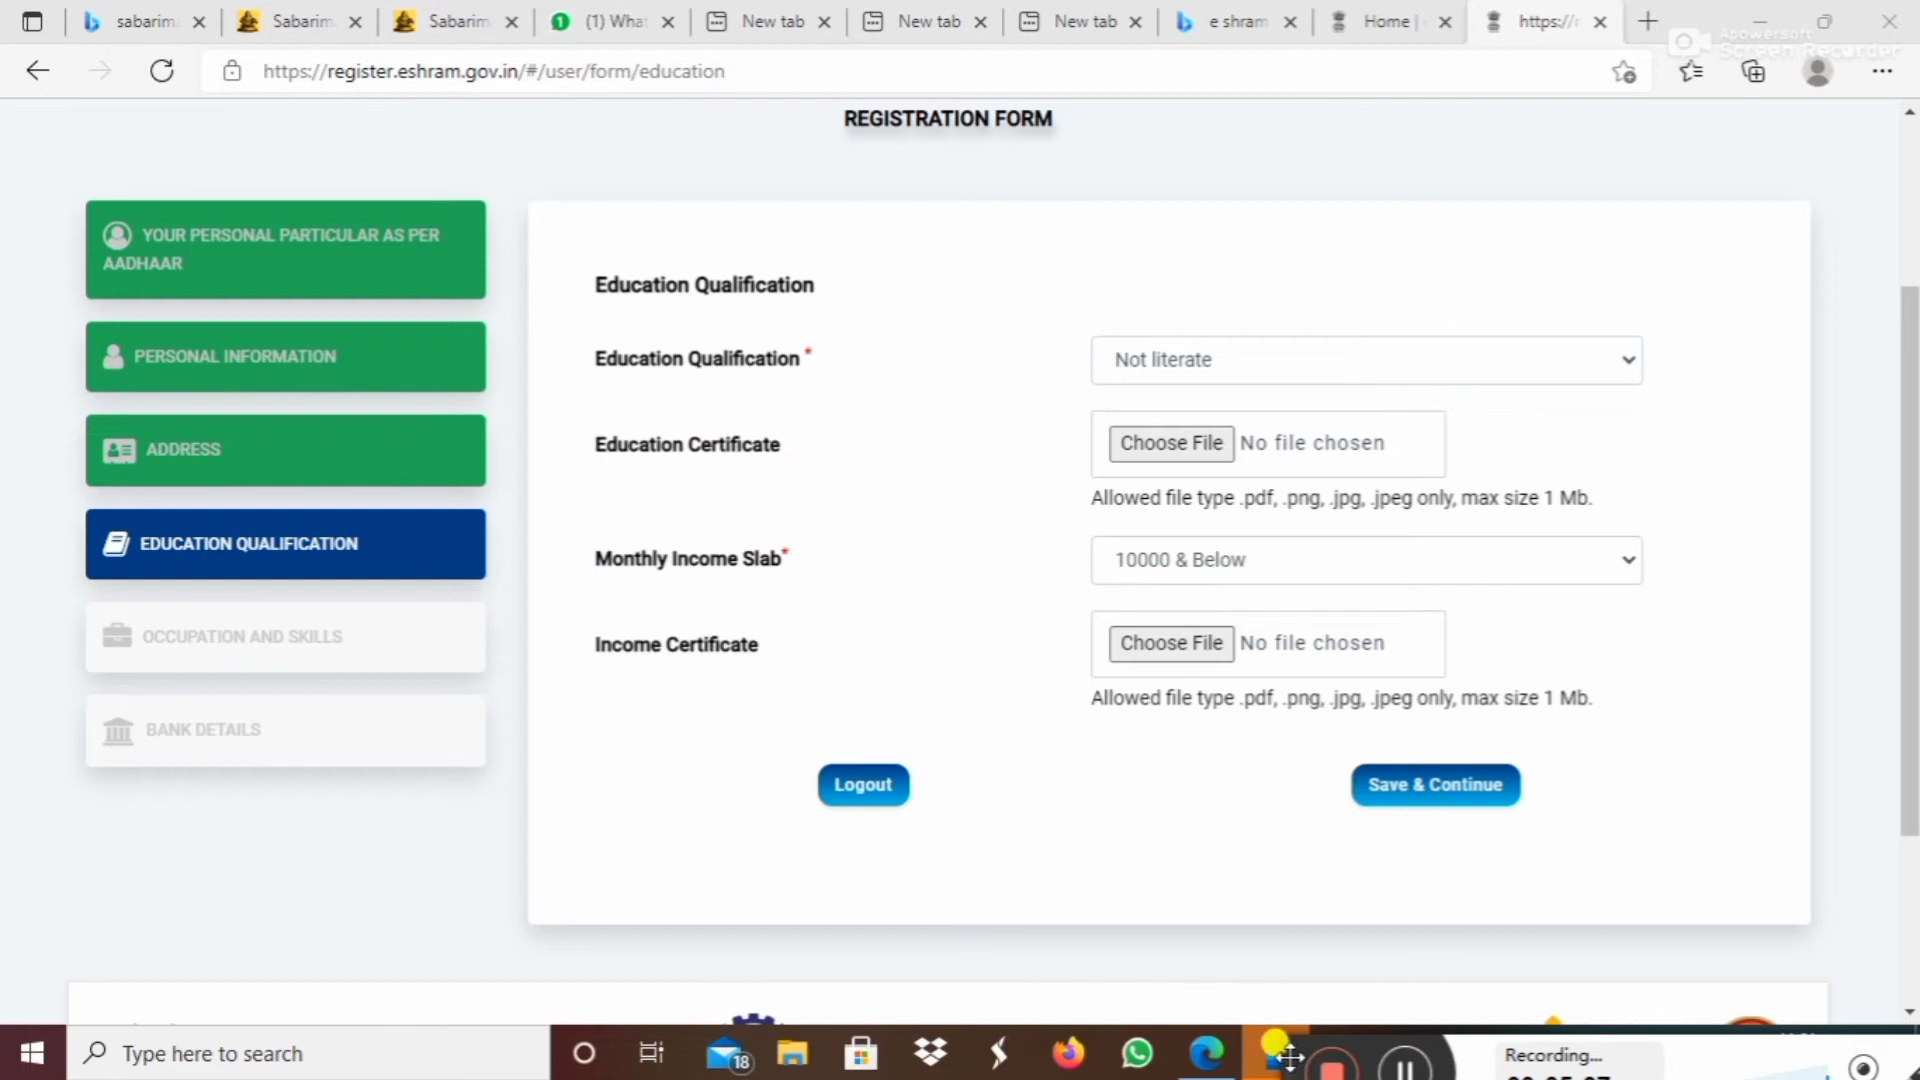 sabarim
Sabarim
Sabarim
(1) Wha
New tab
New tab
New tab
e shram
Home |
https://r
Apowersoft
Screen Recorder
https://register.eshram.gov.in/#/user/form/education
REGISTRATION FORM
YOUR PERSONAL PARTICULAR AS PER
AADHAAR
PERSONAL INFORMATION
ADDRESS
EDUCATION QUALIFICATION
OCCUPATION AND SKILLS
BANK DETAILS
Education Qualification
Education Qualification *
Not literate
Education Certificate
Choose File No file chosen
Allowed file type .pdf, .png, .jpg, .jpeg only, max size 1 Mb.
Monthly Income Slab*
10000 & Below
Income Certificate
Choose File No file chosen
Allowed file type .pdf, .png, .jpg, .jpeg only, max size 1 Mb.
Logout
Save & Continue
Type here to search
18
Recording...